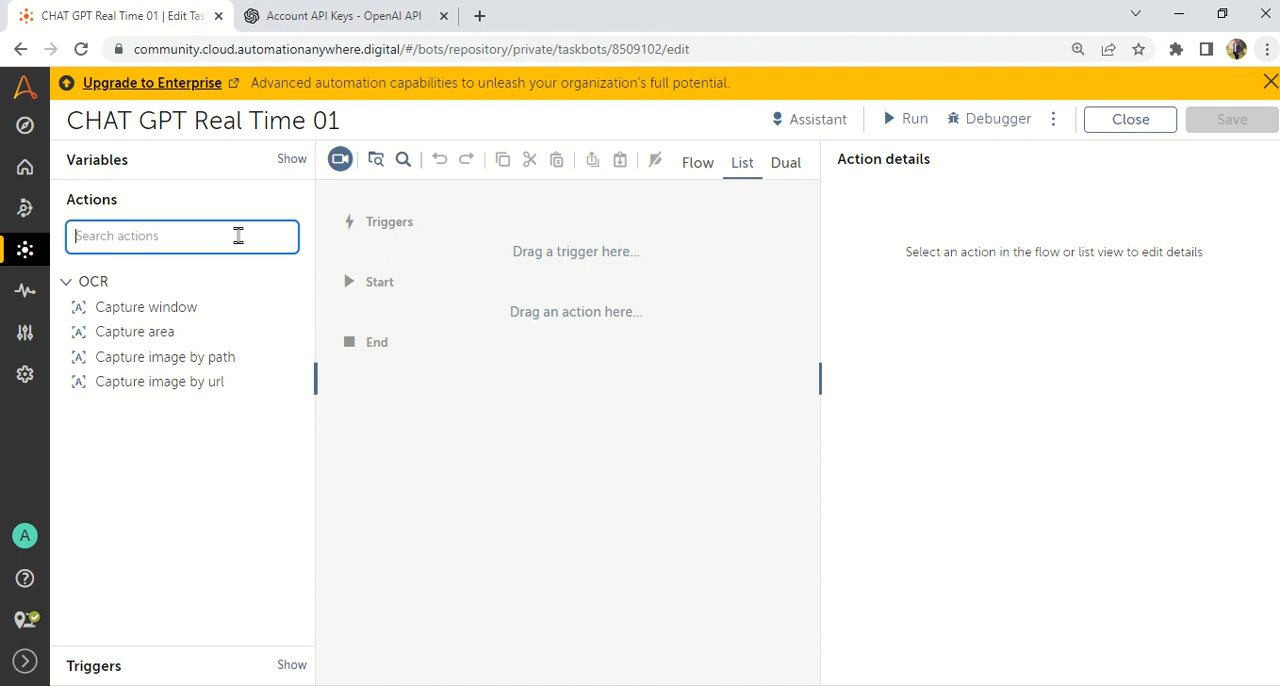 CHAT GPT Real Time 01 | Edit Tas
Account API Keys - OpenAI API
community.cloud.automationanywhere.digital/#/bots/repository/private/taskbots/8509102/edit
Upgrade to Enterprise Advanced automation capabilities to unleash your organization's full potential.
CHAT GPT Real Time 01
Assistant
Run
Debugger
Close
Save
Variables
Show
Flow
List
Dual
Action details
Actions
Search actions
OCR
Capture window
Capture area
Capture image by path
Capture image by url
Triggers
Drag a trigger here...
Start
Drag an action here...
End
Select an action in the flow or list view to edit details
A
Triggers
Show